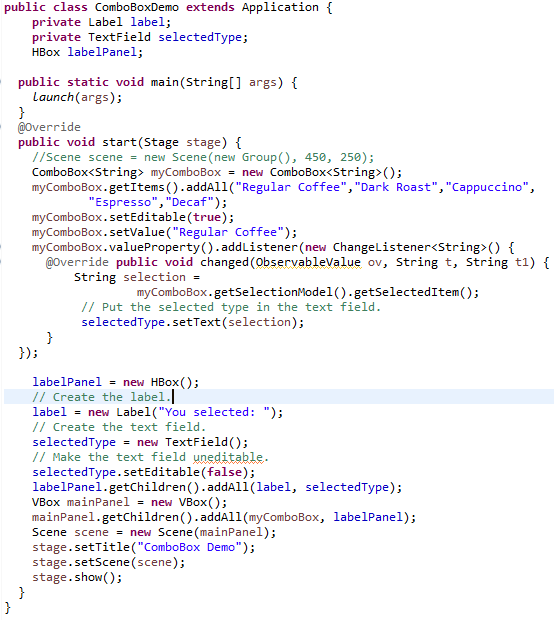 public class ComboBoxDemo extends Application {
    private Label label;
    private TextField selectedType;
    HBox labelPanel;
  public static void main(String[] args) {
    launch(args);
  }
  @Override
  public void start(Stage stage) {
    //Scene scene = new Scene(new Group(), 450, 250);
    ComboBox<String> myComboBox = new ComboBox<String>();
    myComboBox.getItems().addAll("Regular Coffee","Dark Roast","Cappuccino",
            "Espresso","Decaf");
    myComboBox.setEditable(true);
    myComboBox.setValue("Regular Coffee");
    myComboBox.valueProperty().addListener(new ChangeListener<String>() {
      @Override public void changed(ObservableValue ov, String t, String t1) {
          String selection =
                   myComboBox.getSelectionModel().getSelectedItem();
           // Put the selected type in the text field.
           selectedType.setText(selection);
      }
  });
    labelPanel = new HBox();
    // Create the label.
    label = new Label("You selected: ");
    // Create the text field.
    selectedType = new TextField();
    // Make the text field uneditable.
    selectedType.setEditable(false);
    labelPanel.getChildren().addAll(label, selectedType);
    VBox mainPanel = new VBox();
    mainPanel.getChildren().addAll(myComboBox, labelPanel);
    Scene scene = new Scene(mainPanel);
    stage.setTitle("ComboBox Demo");
    stage.setScene(scene);
    stage.show();
  }
}